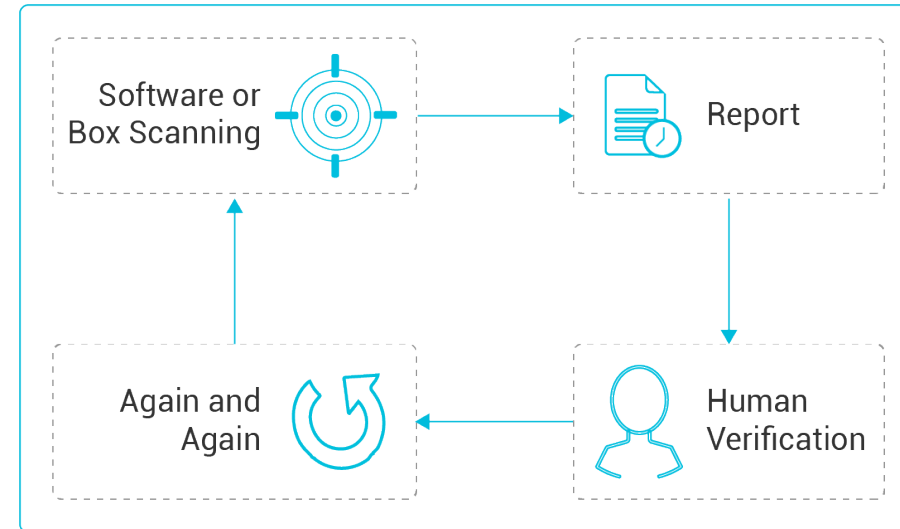 Software or
Box Scanning
Report
Human
Verification
Again and
Again